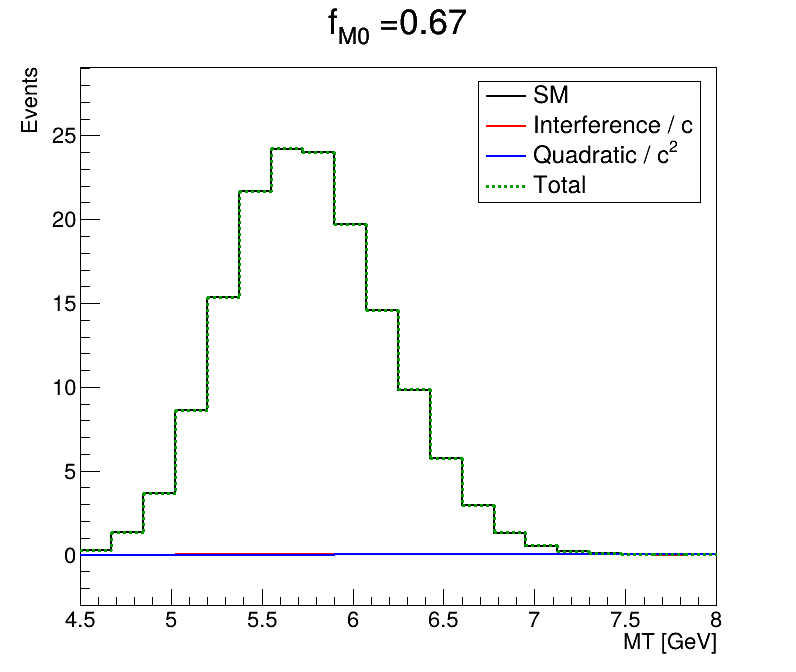 f_M0 =0.67
Events
SM
Interference / c
Quadratic / c²
Total
25
20
15
10
5
0
4.5 5 5.5 6 6.5 7 7.5 8
MT [GeV]